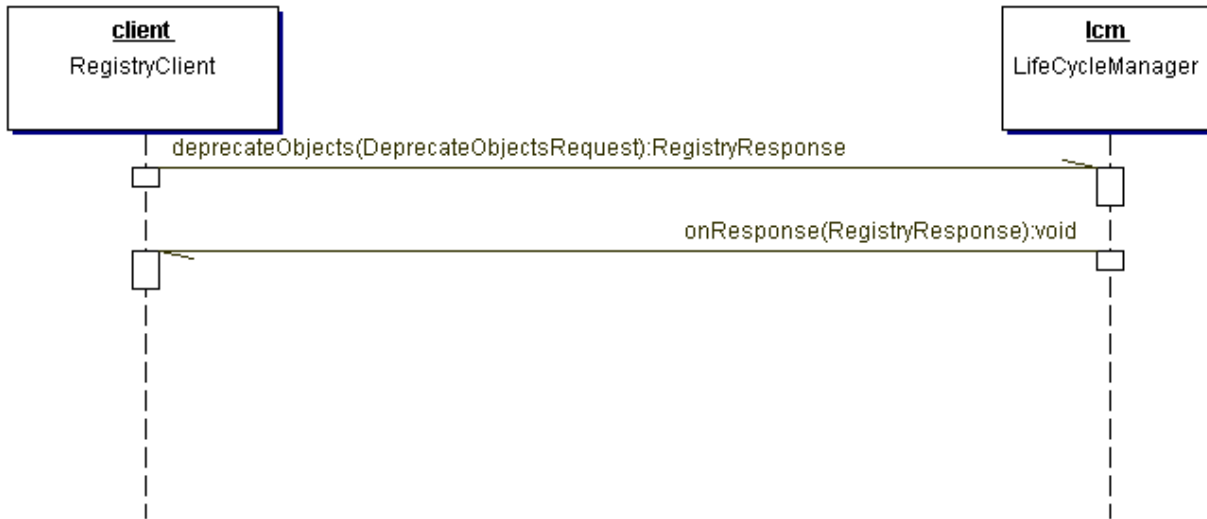 client
RegistryClient
lcm
LifeCycleManager
deprecateObjects(DeprecateObjectsRequest):RegistryResponse
onResponse(RegistryResponse):void